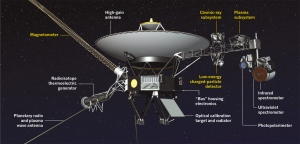 High-gain
antenna
Cosmic-ray
subsystem
Plasma
subsystem
Magnetometer
Radioisotope
thermoelectric
generator
Low-energy
charged-particle
detector
Planetary radio
and plasma
wave antenna
"Bus" housing
electronics
Optical calibration
target and radiator
Infrared
spectrometer
Ultraviolet
spectrometer
Photopolarimeter